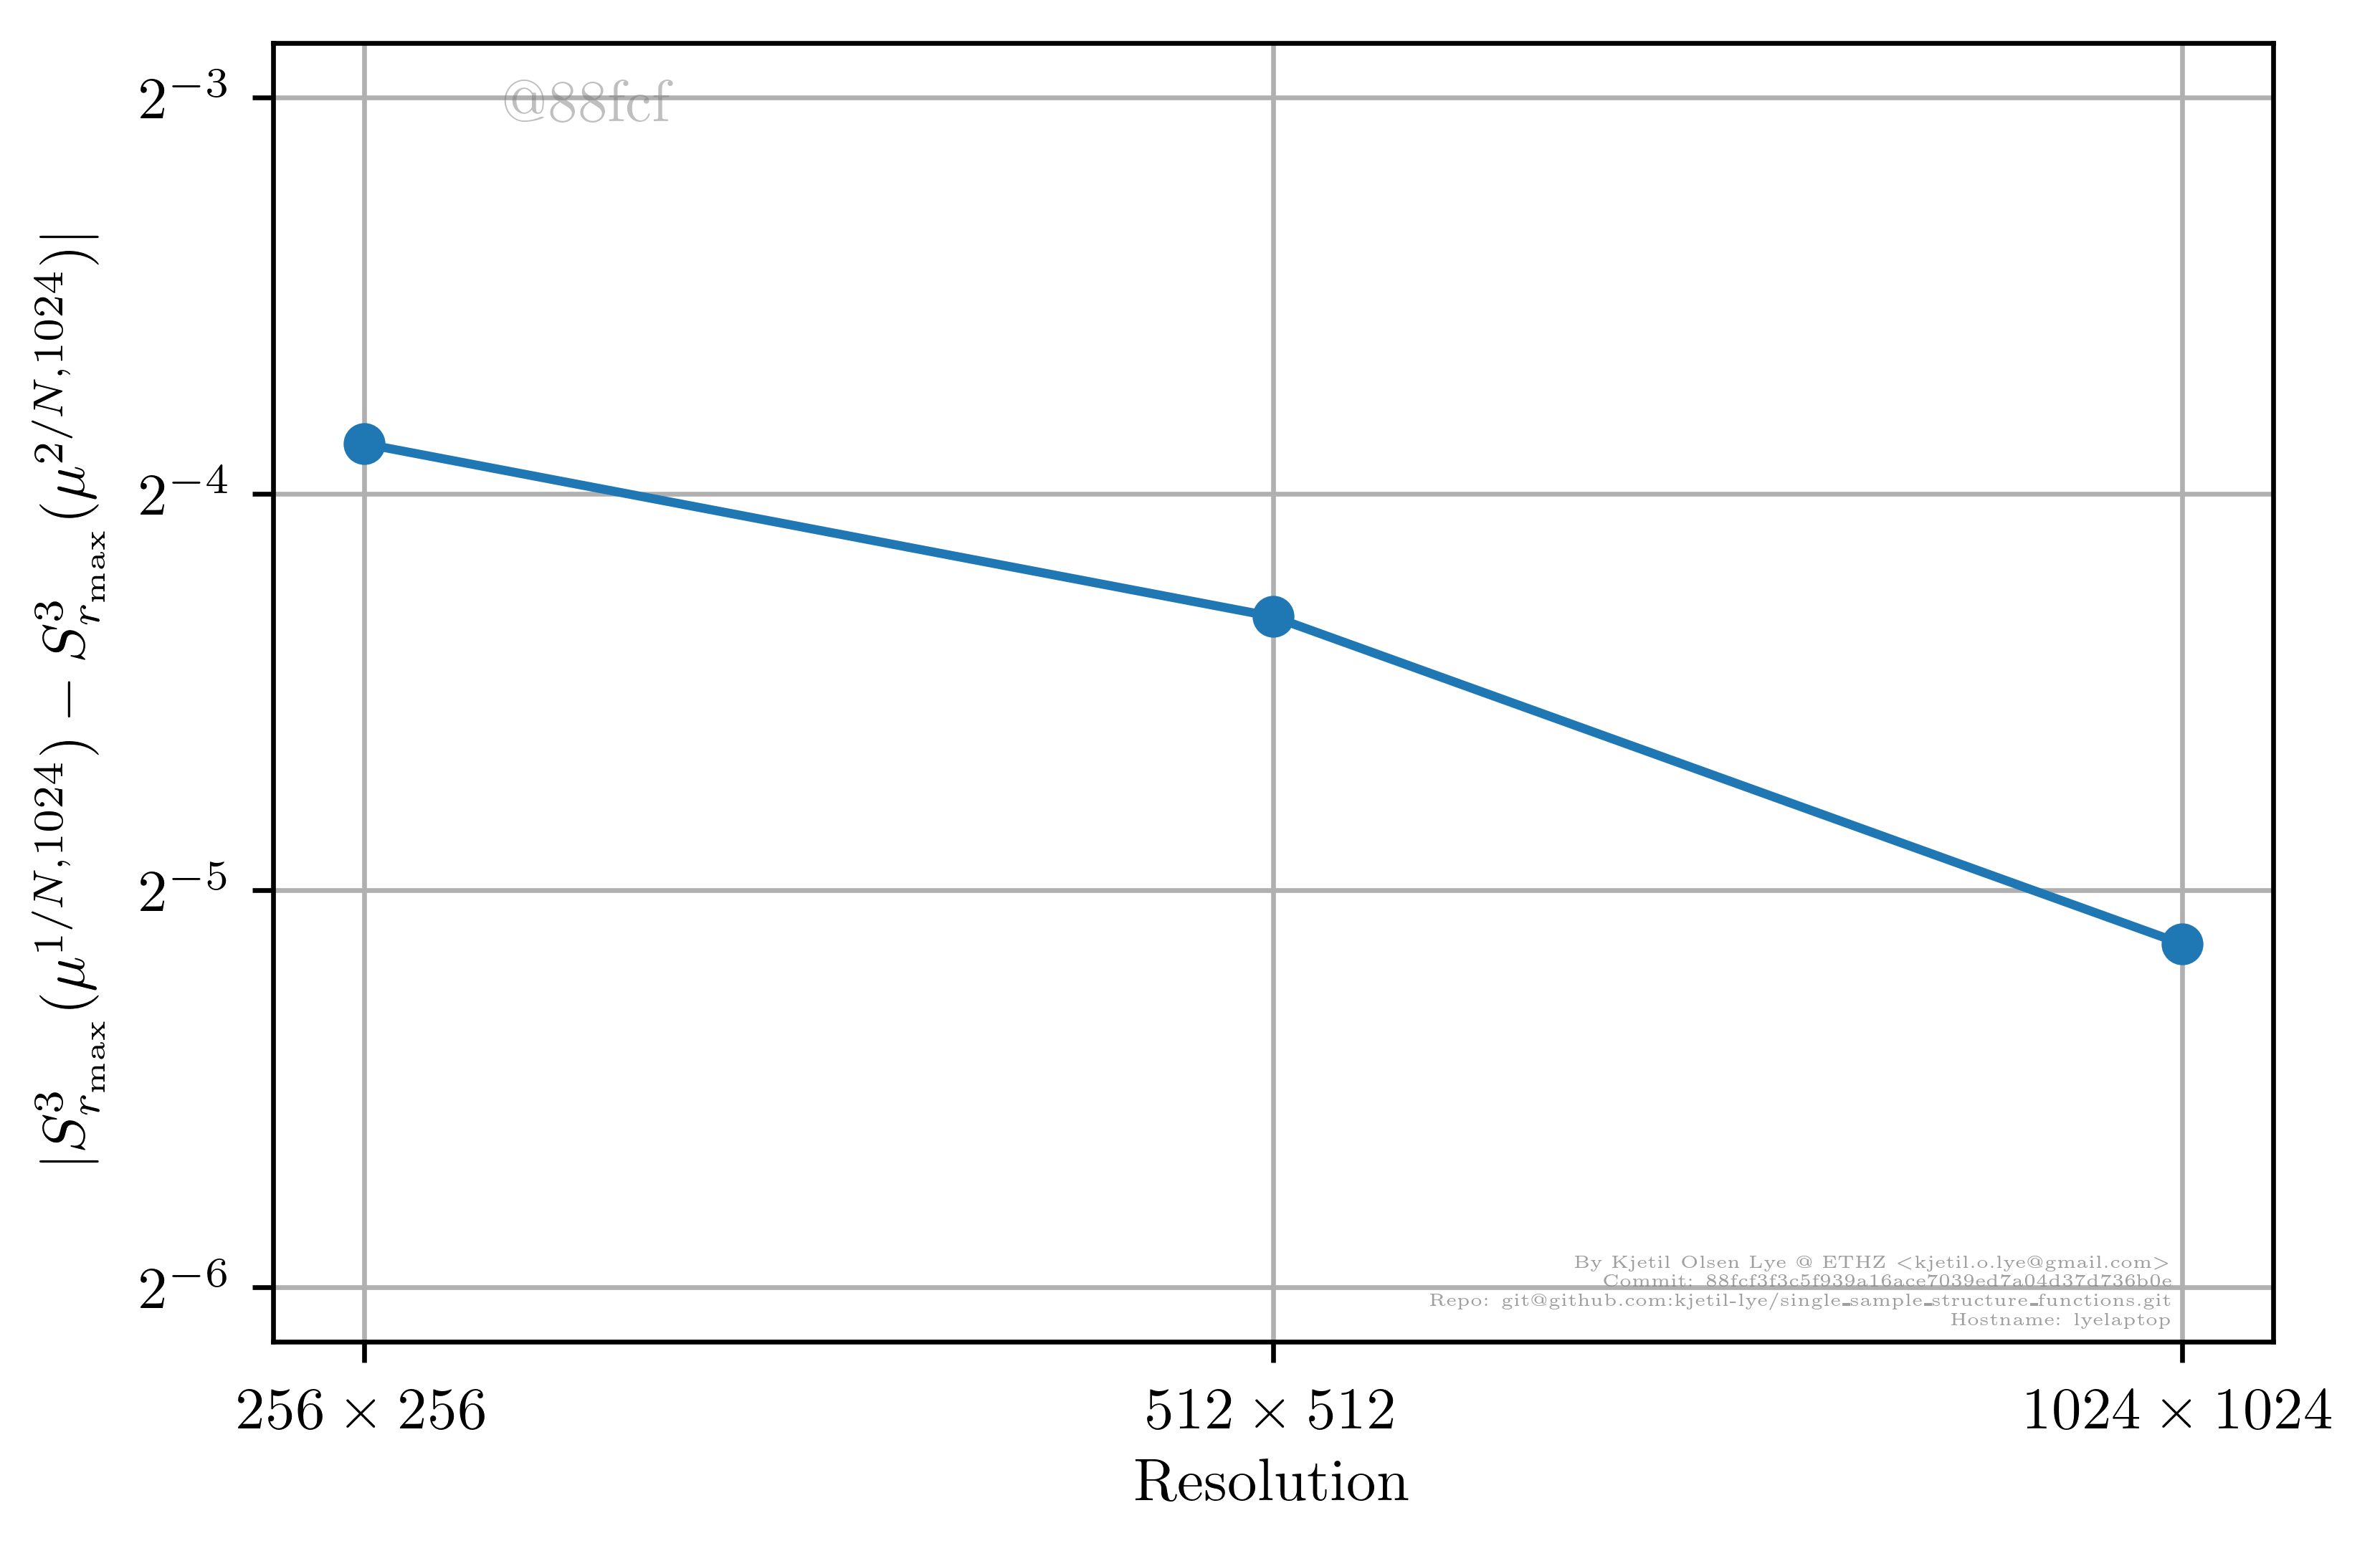 |S^3_{r_max}(μ^{1/N,1024}) − S^3_{r_max}(μ^{2/N,1024})|
2^{−3}
@88fcf
2^{−4}
2^{−5}
2^{−6}
By Kjetil Olsen Lye @ ETHZ <kjetil.o.lye@gmail.com>
Commit: 88fcf3f3c5f939a16ace7039ed7a04d37d736b0e
Repo: git@github.com:kjetil-lye/single_sample_structure_functions.git
Hostname: lyelaptop
256 × 256
512 × 512
1024 × 1024
Resolution